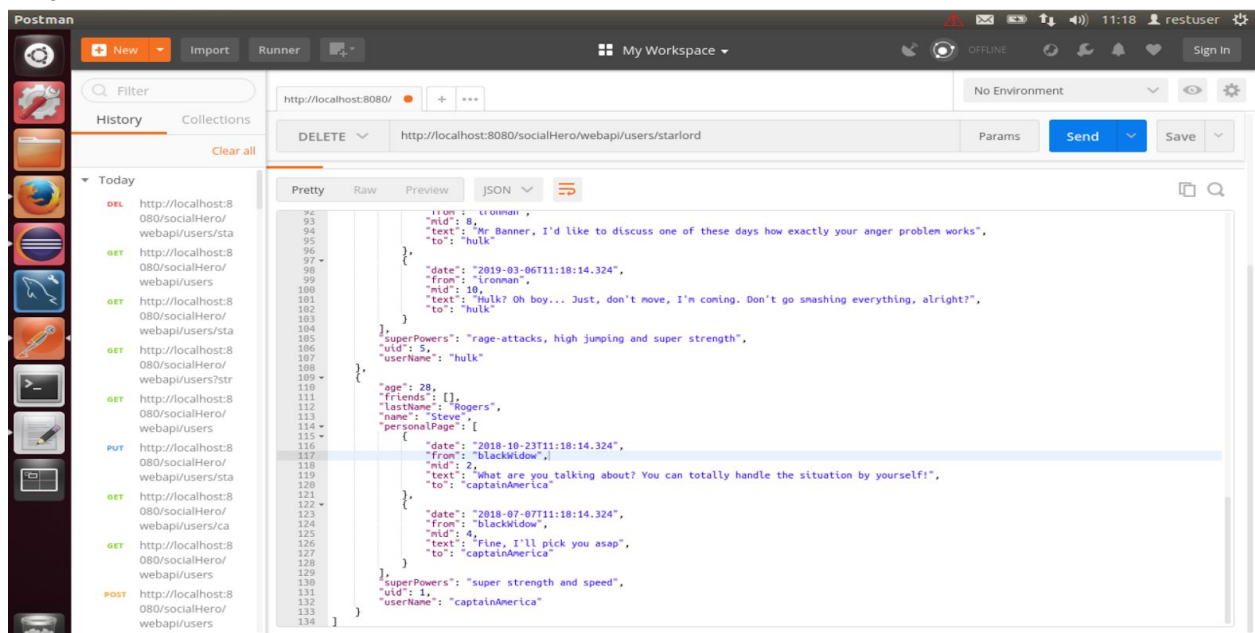 Postman
11:18 restuser
New Import Runner My Workspace OFFLINE Sign In
Filter
History Collections
Clear all
Today
DEL http://localhost:8
080/socialHero/
webapi/users/sta
GET http://localhost:8
080/socialHero/
webapi/users
GET http://localhost:8
080/socialHero/
webapi/users/sta
GET http://localhost:8
080/socialHero/
webapi/users?str
GET http://localhost:8
080/socialHero/
webapi/users
PUT http://localhost:8
080/socialHero/
webapi/users/sta
GET http://localhost:8
080/socialHero/
webapi/users/ca
GET http://localhost:8
080/socialHero/
webapi/users
POST http://localhost:8
080/socialHero/
webapi/users
http://localhost:8080/ + •••
No Environment
DELETE http://localhost:8080/socialHero/webapi/users/starlord Params Send Save
Pretty Raw Preview JSON
92 "from": "ironman",
93 "mid": 8,
94 "text": "Mr Banner, I'd like to discuss one of these days how exactly your anger problem works",
95 "to": "hulk"
96 },
97 {
98 "date": "2019-03-06T11:18:14.324",
99 "from": "ironman",
100 "mid": 10,
101 "text": "Hulk? Oh boy... Just, don't move, I'm coming. Don't go smashing everything, alright?",
102 "to": "hulk"
103 }
104 ],
105 "superPowers": "rage-attacks, high jumping and super strength",
106 "uid": 5,
107 "userName": "hulk"
108 },
109 {
110 "age": 28,
111 "friends": [],
112 "lastName": "Rogers",
113 "name": "Steve",
114 "personalPage": [
115 {
116 "date": "2018-10-23T11:18:14.324",
117 "from": "blackWidow",
118 "mid": 2,
119 "text": "What are you talking about? You can totally handle the situation by yourself!",
120 "to": "captainAmerica"
121 },
122 {
123 "date": "2018-07-07T11:18:14.324",
124 "from": "blackWidow",
125 "mid": 4,
126 "text": "Fine, I'll pick you asap",
127 "to": "captainAmerica"
128 }
129 ],
130 "superPowers": "super strength and speed",
131 "uid": 1,
132 "userName": "captainAmerica"
133 }
134 ]